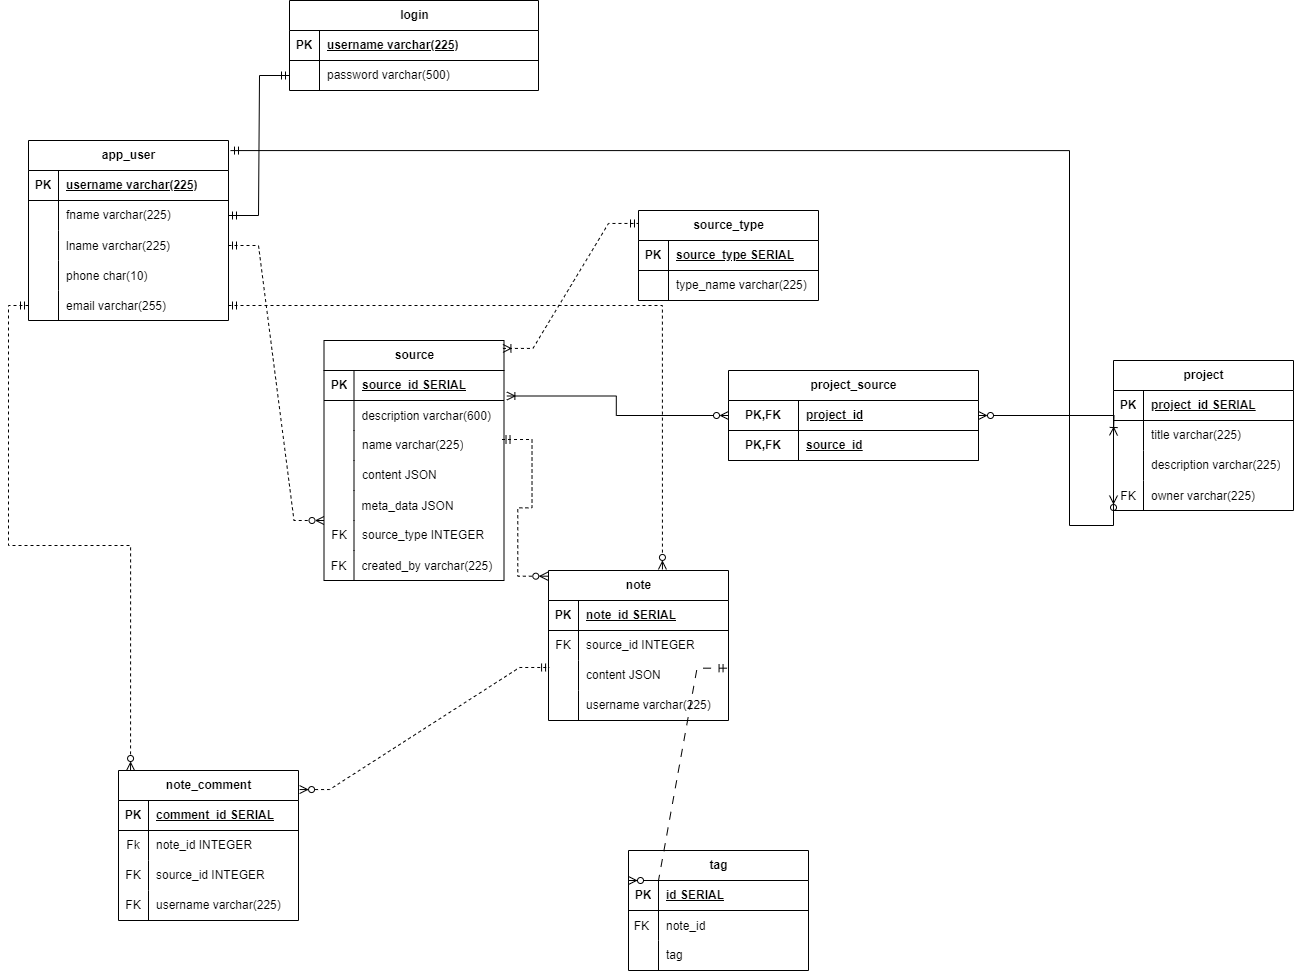 login
PK username varchar(225)
password varchar(500)
app_user
PK username varchar(225)
fname varchar(225)
lname varchar(225)
phone char(10)
email varchar(255)
source_type
PK source_type SERIAL
type_name varchar(225)
source
PK source_id SERIAL
description varchar(600)
name varchar(225)
content JSON
meta_data JSON
FK source_type INTEGER
FK created_by varchar(225)
project_source
PK,FK project_id
PK,FK source_id
project
PK project_id SERIAL
title varchar(225)
description varchar(225)
FK owner varchar(225)
note
PK note_id SERIAL
FK source_id INTEGER
content JSON
username varchar(225)
note_comment
PK comment_id SERIAL
Fk note_id INTEGER
FK source_id INTEGER
FK username varchar(225)
tag
PK id SERIAL
FK note_id
tag